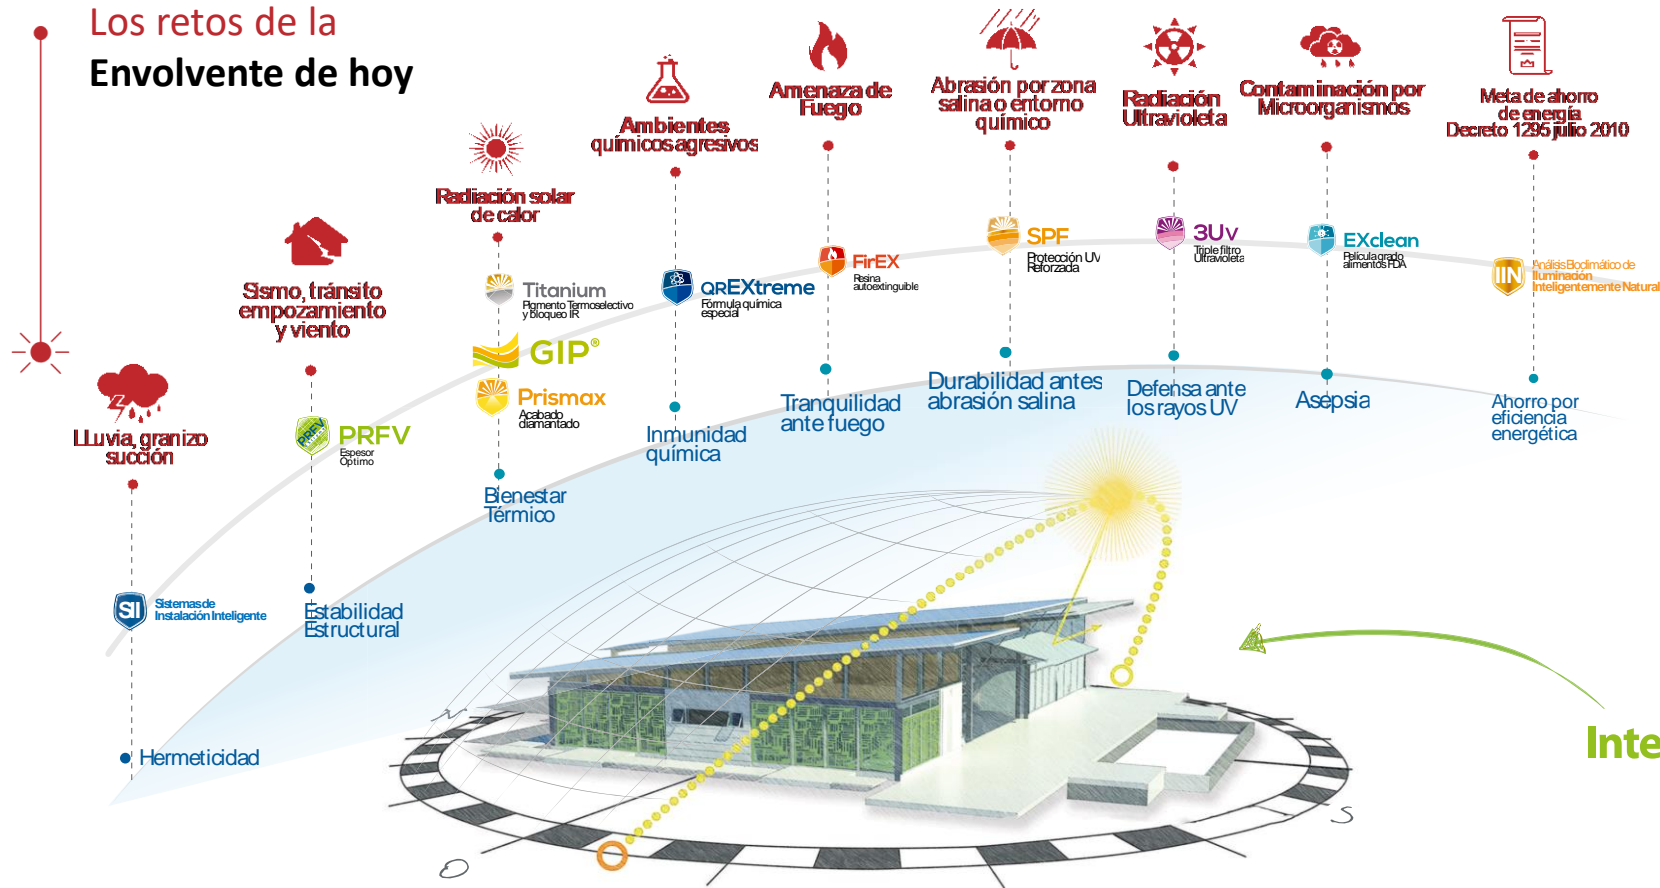 Los retos de la
Envolvente de hoy
LLuvia, granizo
succión
SII
Sistemas de
Instalación Inteligente
Hermeticidad
Sismo, tránsito
empozamiento
y viento
PRFV
PRFV
Espesor
Óptimo
Estabilidad
Estructural
Radiación solar
de calor
Titanium
Pigmento Termoselectivo
y bloqueo IR
GIP®
Prismax
Acabado
diamantado
Bienestar
Térmico
Ambientes
químicos agresivos
QREXtreme
Fórmula química
especial
Inmunidad
química
Amenaza de
Fuego
FirEX
Resina
autoextinguible
Tranquilidad
ante fuego
Abrasión por zona
salina o entorno
químico
SPF
Protección UV
Reforzada
Durabilidad antes
abrasión salina
Radiación
Ultravioleta
3Uv
Triple filtro
Ultravioleta
Defensa ante
los rayos UV
Contaminación por
Microorganismos
EXclean
Película grado
alimentos FDA
Asepsia
Meta de ahorro
de energía
Decreto 1295 julio 2010
IIN
Análisis Bioclimático de
Iluminación
Inteligentemente Natural
Ahorro por
eficiencia
energética
Inte
N
S
O